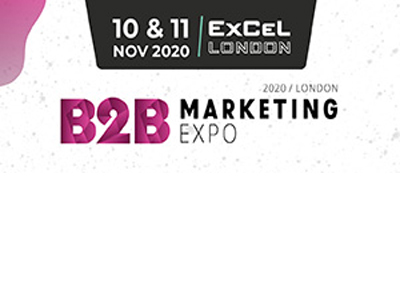 10 & 11
NOV 2020
ExCeL
LONDON
2020 / LONDON
B2B MARKETING
EXPO